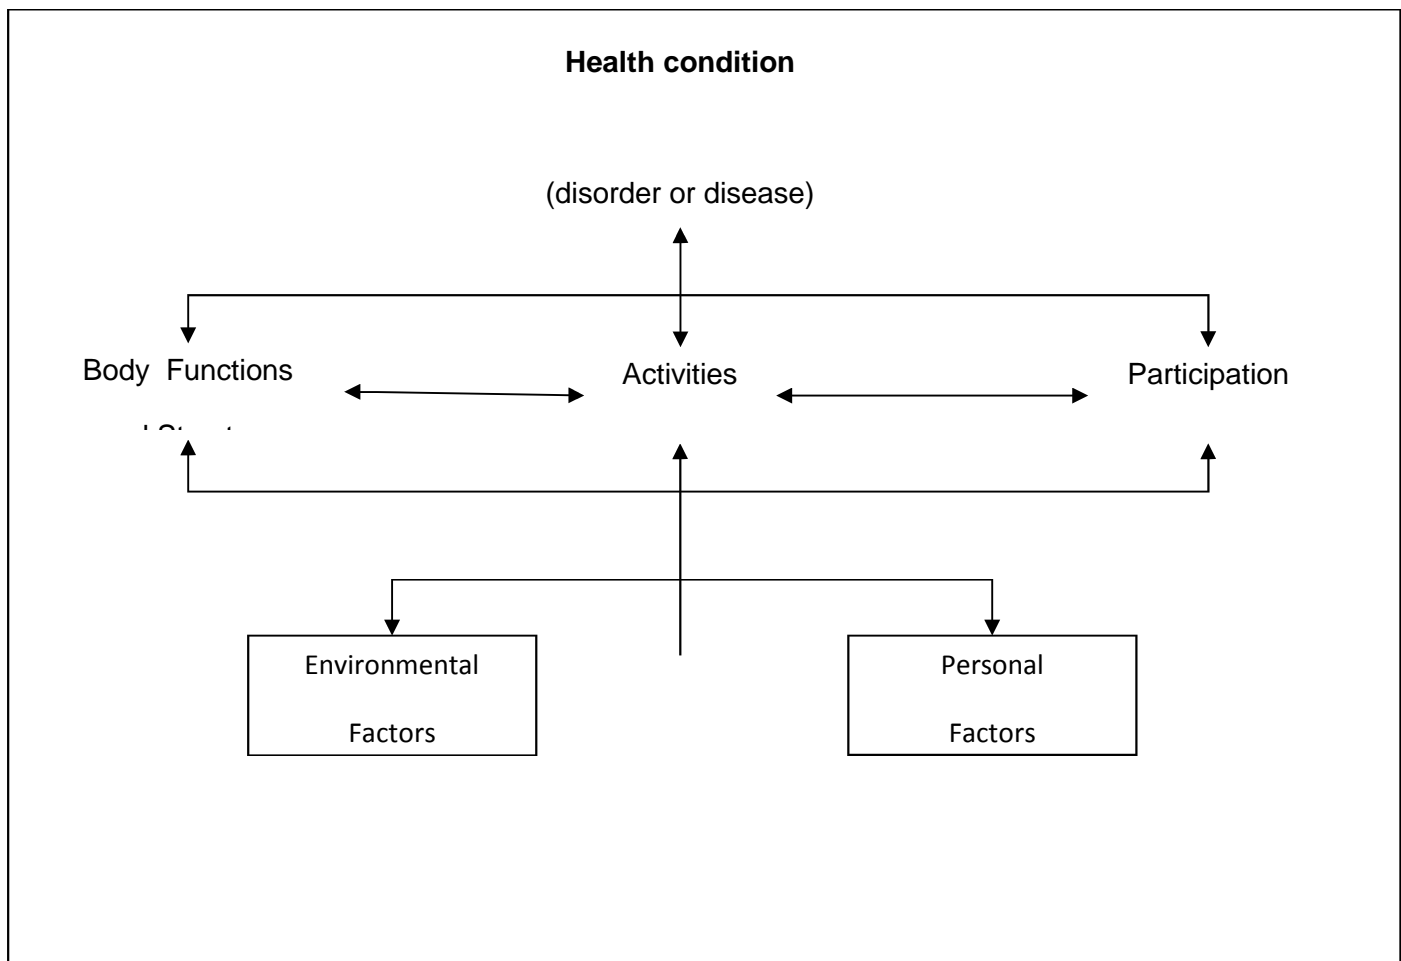 Health condition
(disorder or disease)
Body Functions
Activities
Participation
Environmental
Factors
Personal
Factors